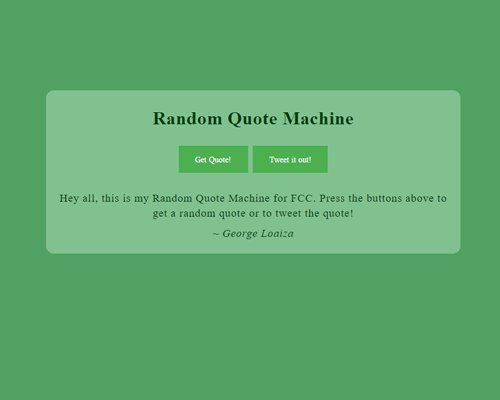 Random Quote Machine
Get Quote! Tweet it out!
Hey all, this is my Random Quote Machine for FCC. Press the buttons above to
get a random quote or to tweet the quote!
~ George Loaiza